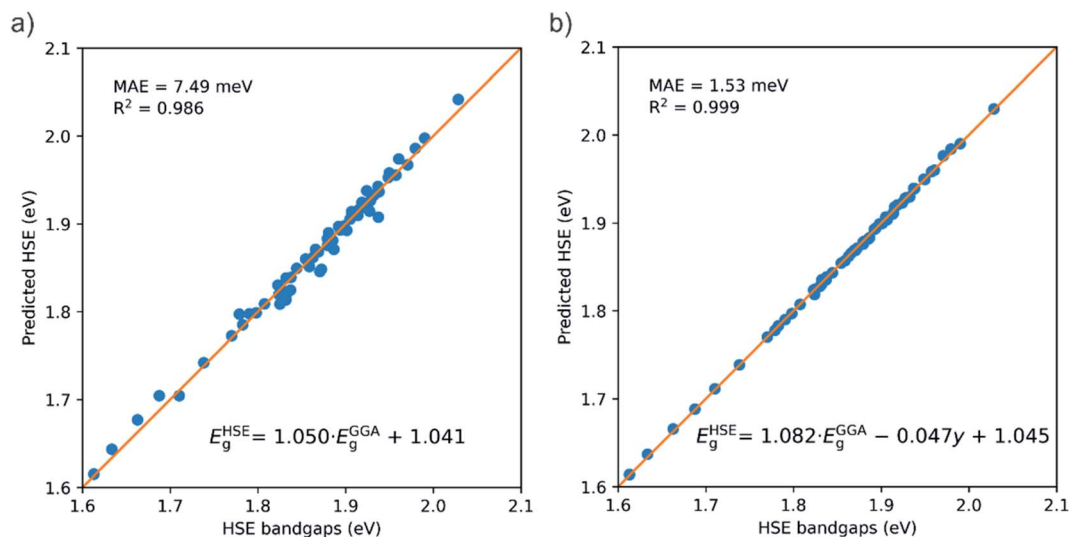 a)
2.1
2.0
1.9
1.8
1.7
1.6
Predicted HSE (eV)
MAE = 7.49 meV
R² = 0.986
E_g^HSE = 1.050·E_g^GGA + 1.041
1.6 1.7 1.8 1.9 2.0 2.1
HSE bandgaps (eV)
b)
2.1
2.0
1.9
1.8
1.7
1.6
Predicted HSE (eV)
MAE = 1.53 meV
R² = 0.999
E_g^HSE = 1.082·E_g^GGA − 0.047y + 1.045
1.6 1.7 1.8 1.9 2.0 2.1
HSE bandgaps (eV)